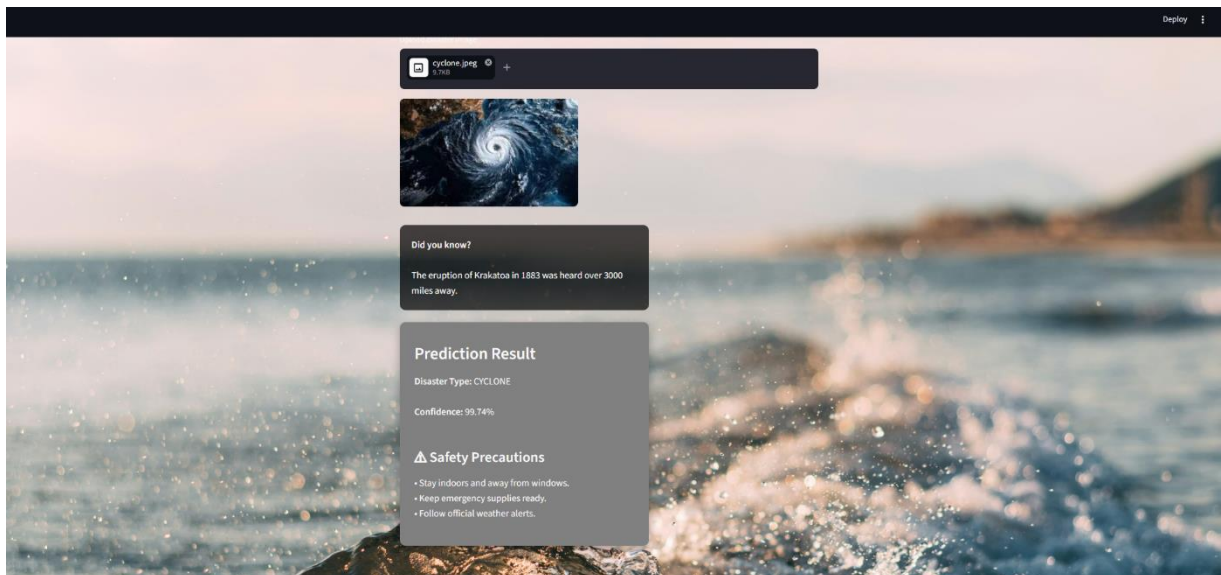 Deploy
cyclone.jpeg
9.7KB
Did you know?
The eruption of Krakatoa in 1883 was heard over 3000
miles away.
Prediction Result
Disaster Type: CYCLONE
Confidence: 99.74%
⚠ Safety Precautions
• Stay indoors and away from windows.
• Keep emergency supplies ready.
• Follow official weather alerts.